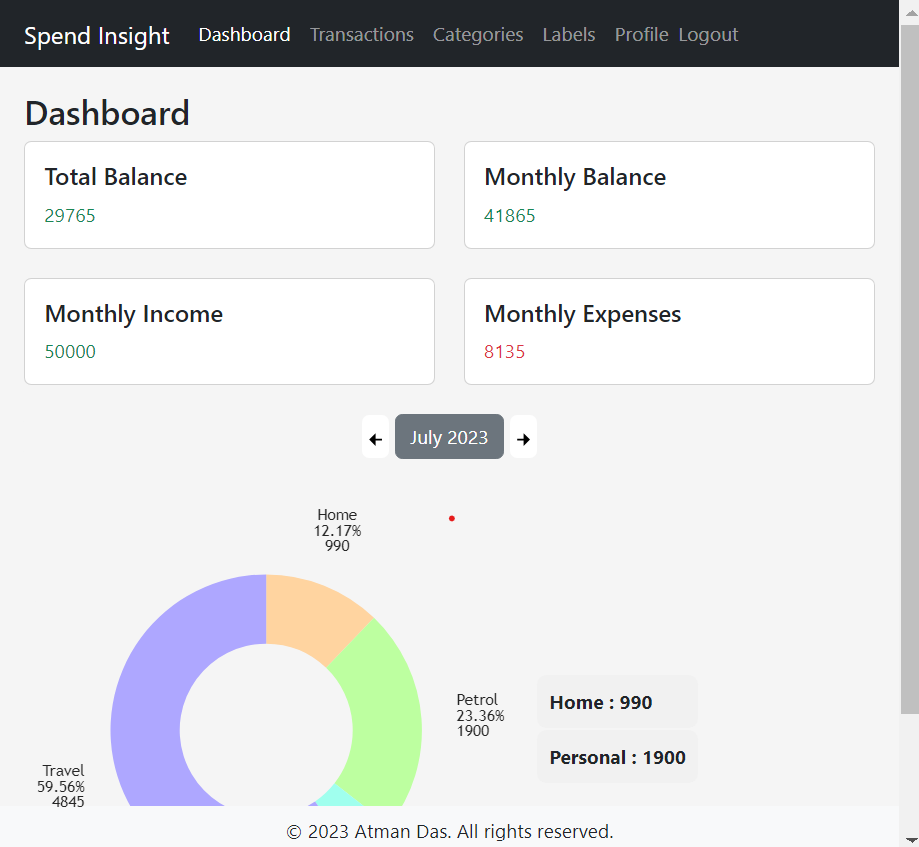 Spend Insight Dashboard Transactions Categories Labels Profile Logout
Dashboard
Total Balance
29765
Monthly Balance
41865
Monthly Income
50000
Monthly Expenses
8135
July 2023
Home
12.17%
990
Petrol
23.36%
1900
Home : 990
Personal : 1900
Travel
59.56%
4845
© 2023 Atman Das. All rights reserved.